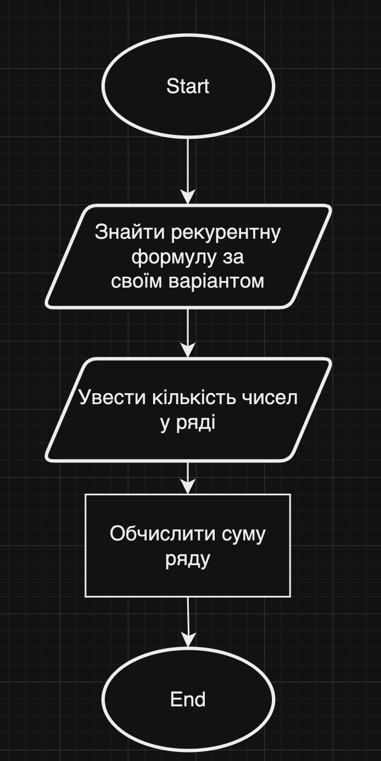 Start
Знайти рекурентну
формулу за
своїм варіантом
Увести кількість чисел
у ряді
Обчислити суму
ряду
End